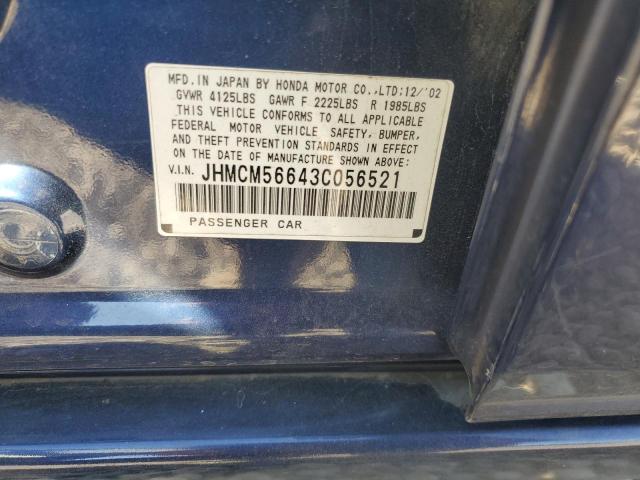 MFD.IN JAPAN BY HONDA MOTOR CO.,LTD:12/'02
GVWR 4125LBS GAWR F 2225LBS R 1985LBS
THIS VEHICLE CONFORMS TO ALL APPLICABLE
FEDERAL MOTOR VEHICLE SAFETY, BUMPER,
AND THEFT PREVENTION STANDARDS IN EFFECT
ON THE DATE OF MANUFACTURE SHOWN ABOVE:
V.I.N. JHMCM56643C056521
PASSENGER CAR